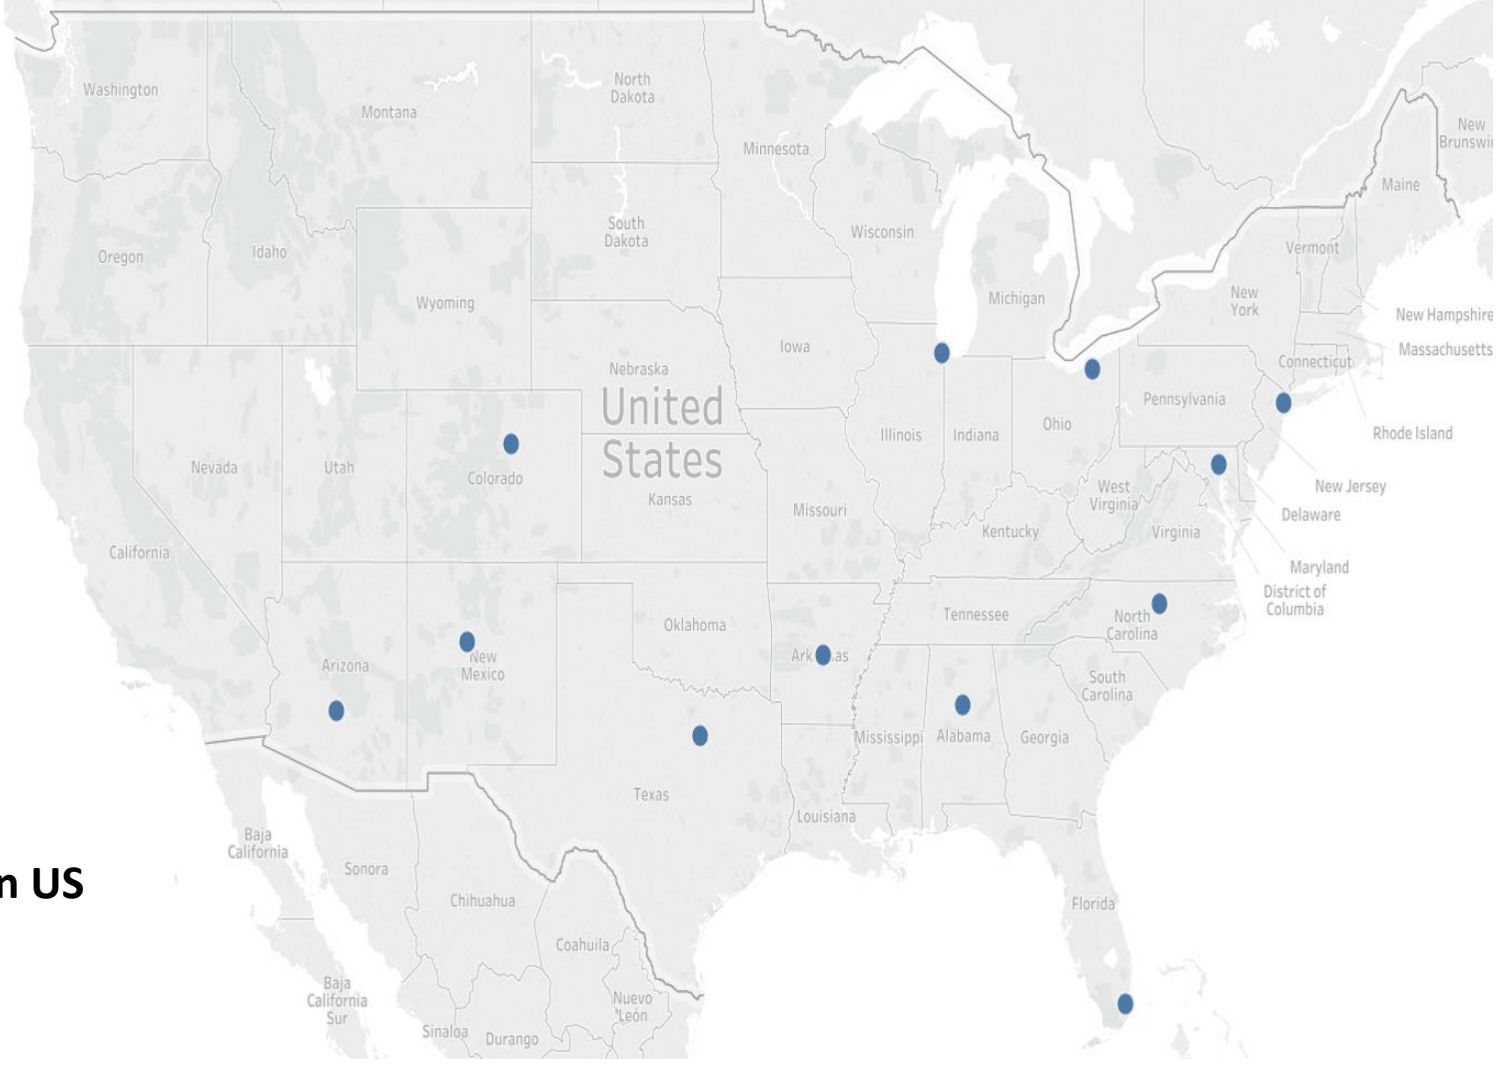 Washington
Montana
North
Dakota
Minnesota
New
Brunswi
Maine
Oregon
Idaho
South
Dakota
Wisconsin
Vermont
Wyoming
Michigan
New
York
New Hampshire
Massachusetts
Iowa
Nebraska
Connecticut
United
States
Pennsylvania
Rhode Island
Illinois
Indiana
Ohio
Nevada
Utah
Colorado
Kansas
Missouri
West
Virginia
New Jersey
Delaware
Kentucky
Virginia
California
Maryland
District of
Columbia
Oklahoma
Tennessee
North
Carolina
Arizona
New
Mexico
Ark as
South
Carolina
Mississippi
Alabama
Georgia
Texas
Louisiana
Baja
California
Sonora
n US
Chihuahua
Florida
Coahuila
Baja
California
Sur
Nuevo
León
Sinaloa
Durango